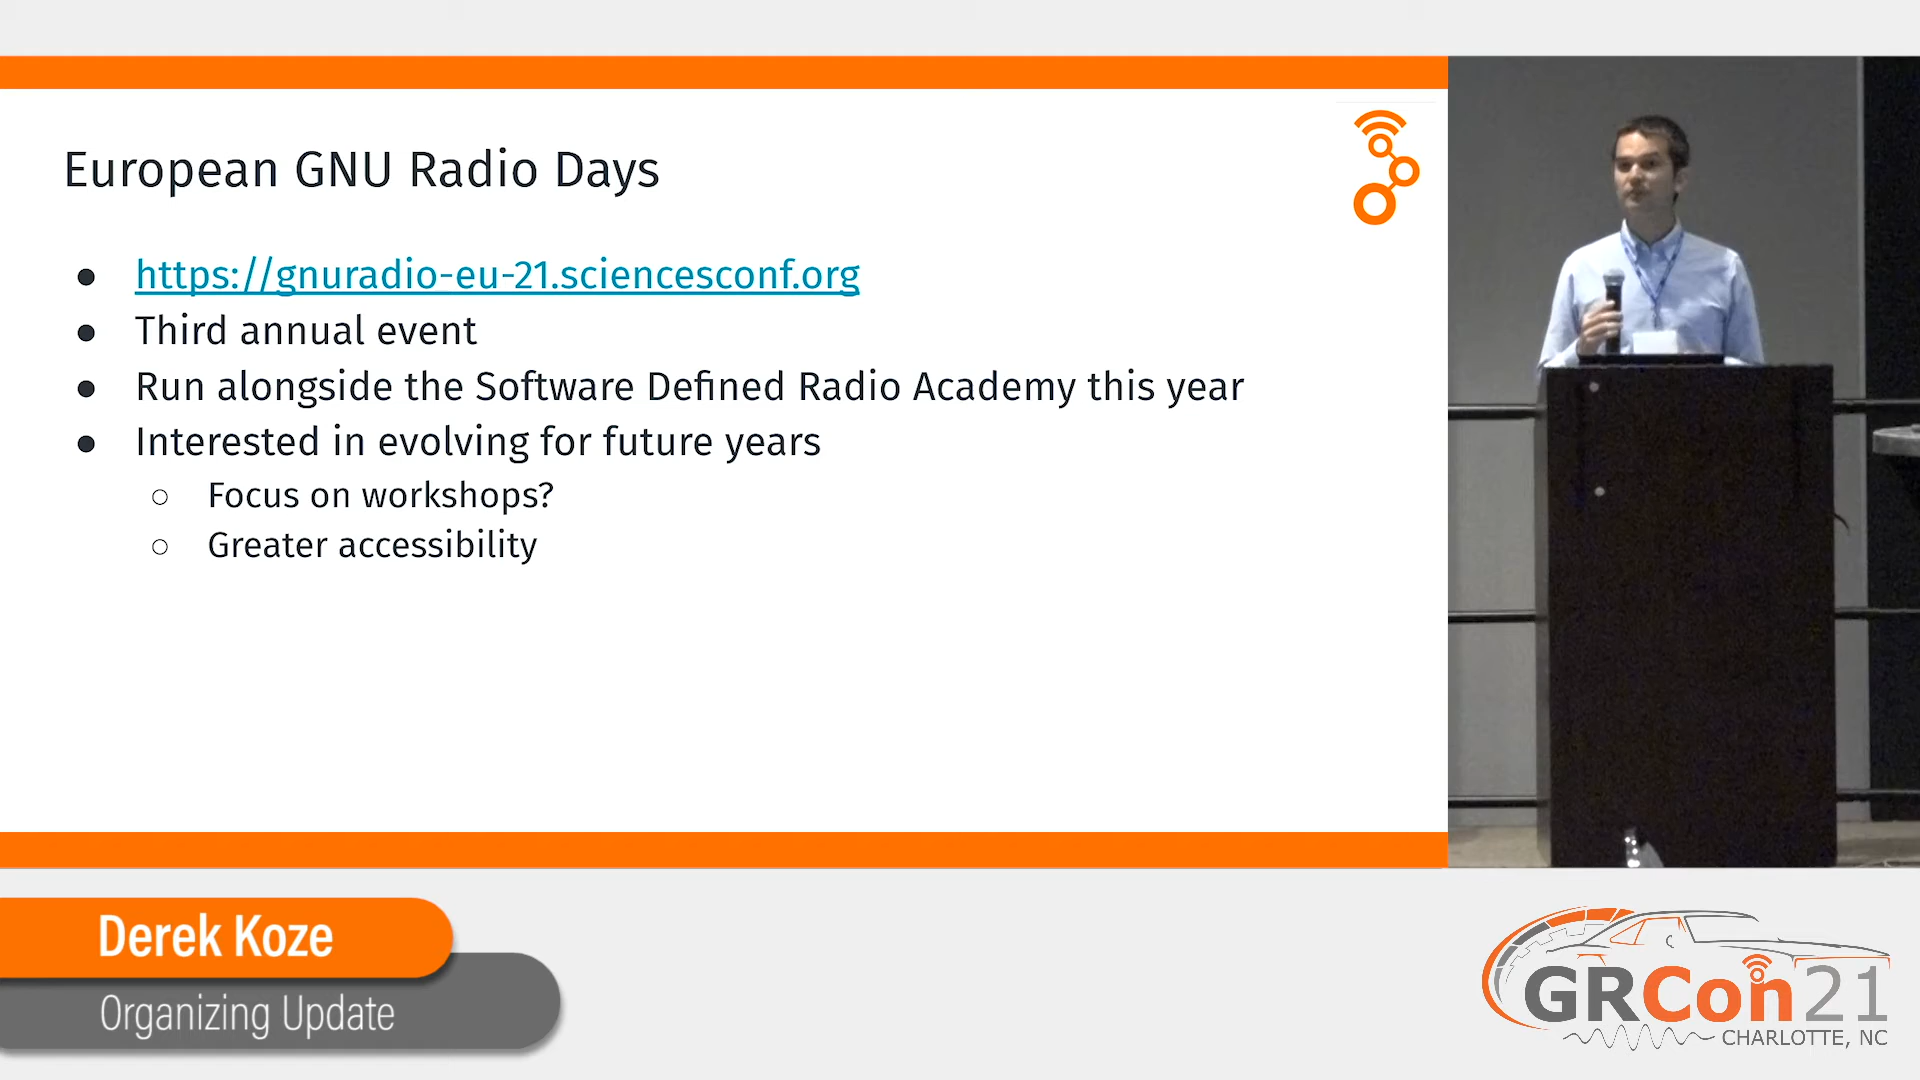 European GNU Radio Days
● https://gnuradio-eu-21.sciencesconf.org
● Third annual event
● Run alongside the Software Defined Radio Academy this year
● Interested in evolving for future years
○ Focus on workshops?
○ Greater accessibility
Derek Koze
Organizing Update
GRCon21
CHARLOTTE, NC